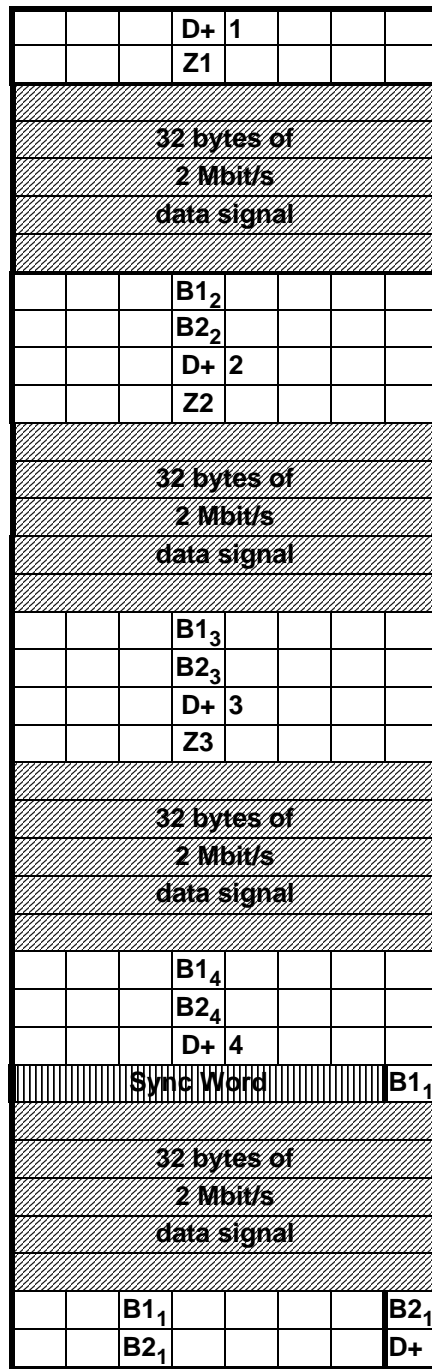 D+ 1
Z1
32 bytes of
2 Mbit/s
data signal
B1₂
B2₂
D+ 2
Z2
32 bytes of
2 Mbit/s
data signal
B1₃
B2₃
D+ 3
Z3
32 bytes of
2 Mbit/s
data signal
B1₄
B2₄
D+ 4
Sync Word B1₁
32 bytes of
2 Mbit/s
data signal
B1₁ B2₁
B2₁ D+